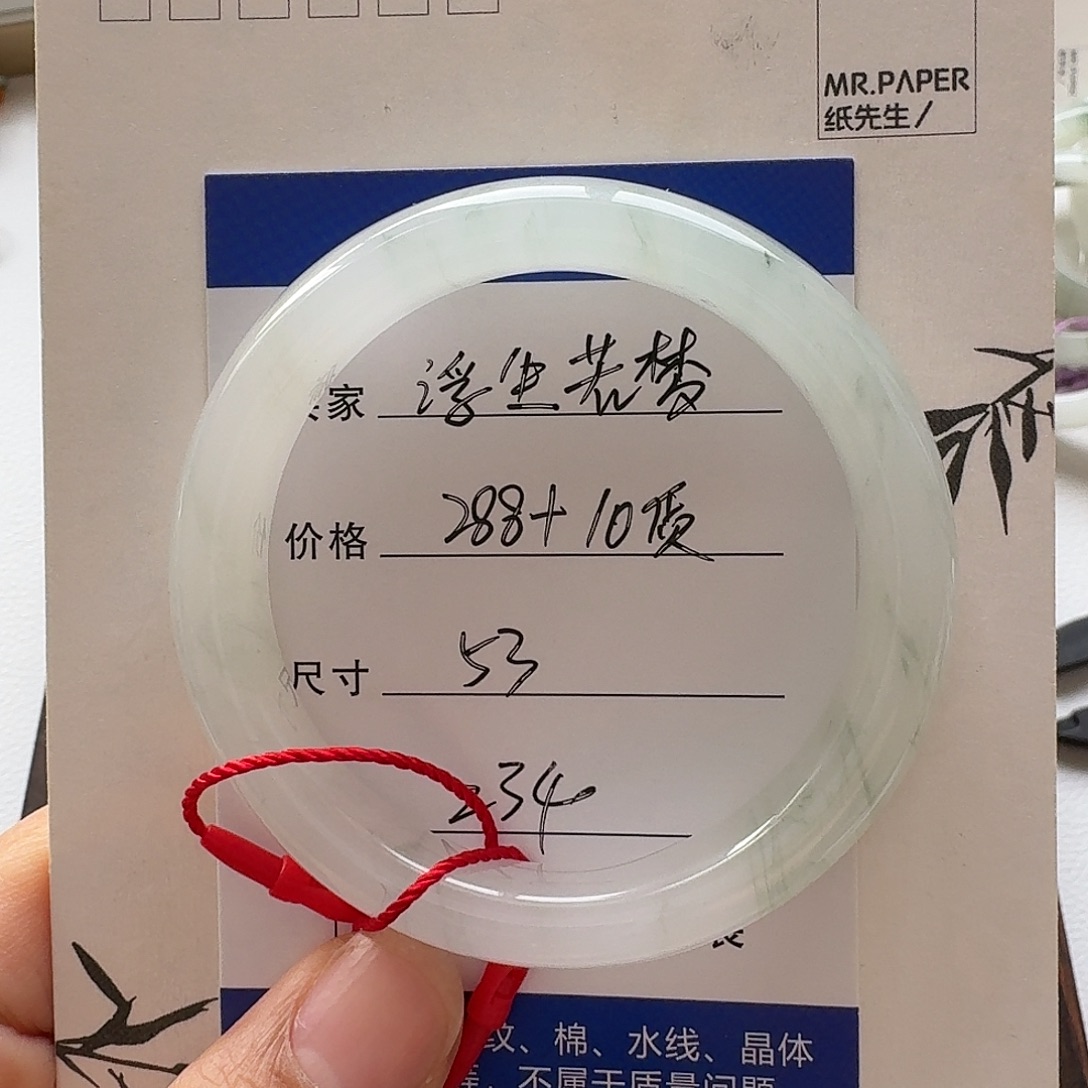 MR.PAPER
纸先生/
家 浮生若梦
价格 288+10质
尺寸 53
234
纹、棉、水线、晶体
不属于质量问题